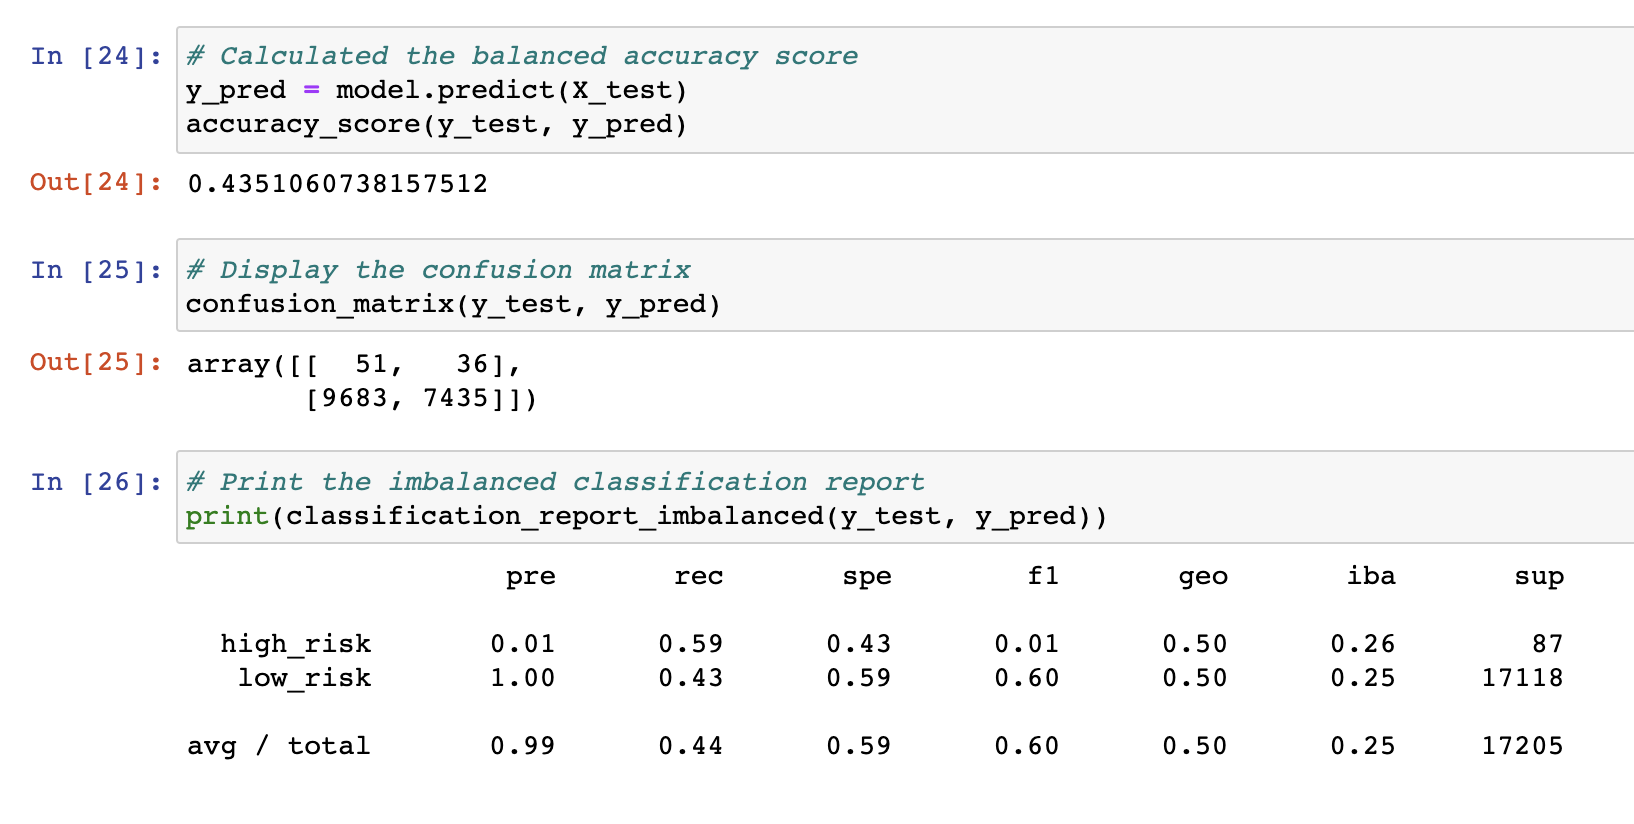 In [24]: # Calculated the balanced accuracy score
y_pred = model.predict(X_test)
accuracy_score(y_test, y_pred)
Out[24]: 0.4351060738157512
In [25]: # Display the confusion matrix
confusion_matrix(y_test, y_pred)
Out[25]: array([[  51,   36],
       [9683, 7435]])
In [26]: # Print the imbalanced classification report
print(classification_report_imbalanced(y_test, y_pred))
pre rec spe f1 geo iba sup
high_risk 0.01 0.59 0.43 0.01 0.50 0.26 87
low_risk 1.00 0.43 0.59 0.60 0.50 0.25 17118
avg / total 0.99 0.44 0.59 0.60 0.50 0.25 17205